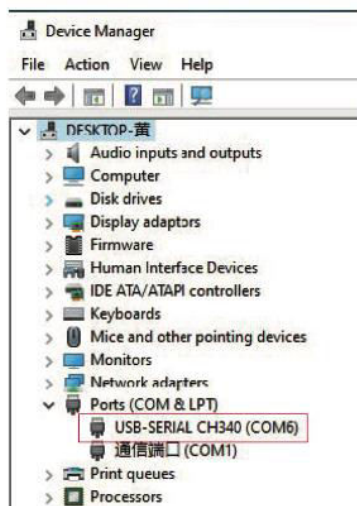 Device Manager
File Action View Help
DESKTOP-黄
Audio inputs and outputs
Computer
Disk drives
Display adaptors
Firmware
Human Interface Devices
IDE ATA/ATAPI controllers
Keyboards
Mice and other pointing devices
Monitors
Network adapters
Ports (COM & LPT)
USB-SERIAL CH340 (COM6)
通信端口 (COM1)
Print queues
Processors